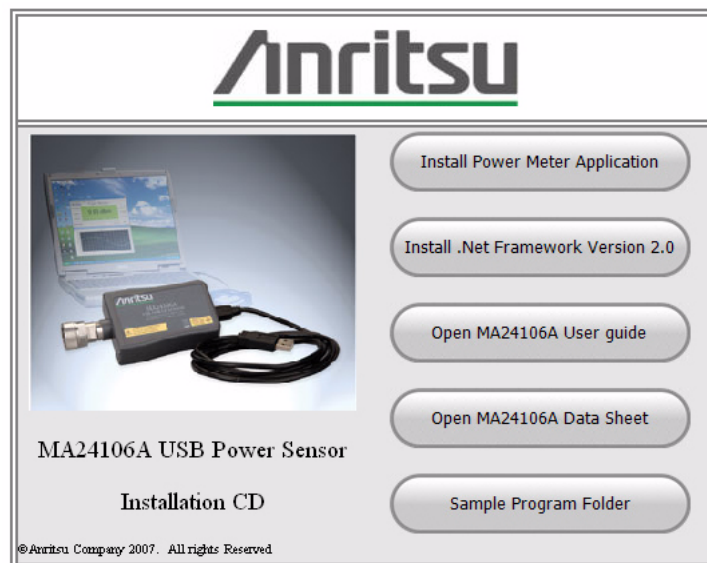 Anritsu
Install Power Meter Application
Install .Net Framework Version 2.0
Open MA24106A User guide
Open MA24106A Data Sheet
Sample Program Folder
Anritsu
MA24106A USB Power Sensor
Installation CD
© Anritsu Company 2007. All rights Reserved